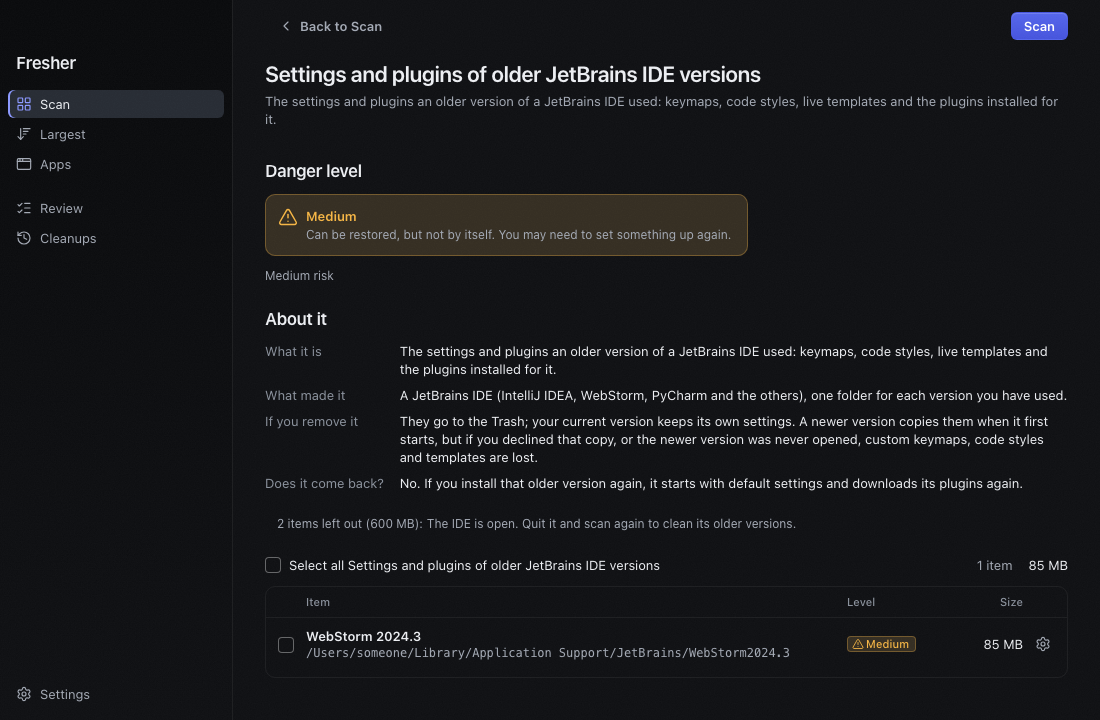 Back to Scan
Scan
Fresher
Scan
Largest
Apps
Review
Cleanups
Settings
Settings and plugins of older JetBrains IDE versions
The settings and plugins an older version of a JetBrains IDE used: keymaps, code styles, live templates and the plugins installed for
it.
Danger level
Medium
Can be restored, but not by itself. You may need to set something up again.
Medium risk
About it
What it is
The settings and plugins an older version of a JetBrains IDE used: keymaps, code styles, live templates and
the plugins installed for it.
What made it
A JetBrains IDE (IntelliJ IDEA, WebStorm, PyCharm and the others), one folder for each version you have used.
If you remove it
They go to the Trash; your current version keeps its own settings. A newer version copies them when it first
starts, but if you declined that copy, or the newer version was never opened, custom keymaps, code styles
and templates are lost.
Does it come back?
No. If you install that older version again, it starts with default settings and downloads its plugins again.
2 items left out (600 MB): The IDE is open. Quit it and scan again to clean its older versions.
Select all Settings and plugins of older JetBrains IDE versions
1 item 85 MB
Item Level Size
WebStorm 2024.3
/Users/someone/Library/Application Support/JetBrains/WebStorm2024.3
Medium
85 MB